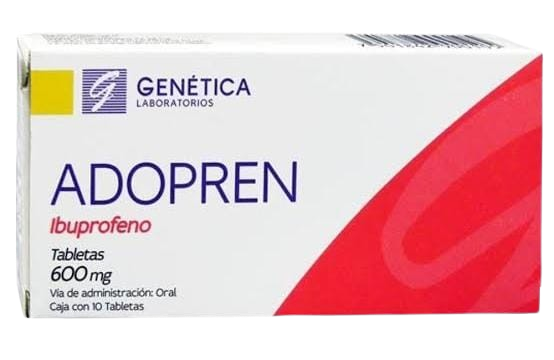 GENÉTICA
LABORATORIOS
ADOPREN
Ibuprofeno
Tabletas
600 mg
Vía de administración: Oral
Caja con 10 Tabletas